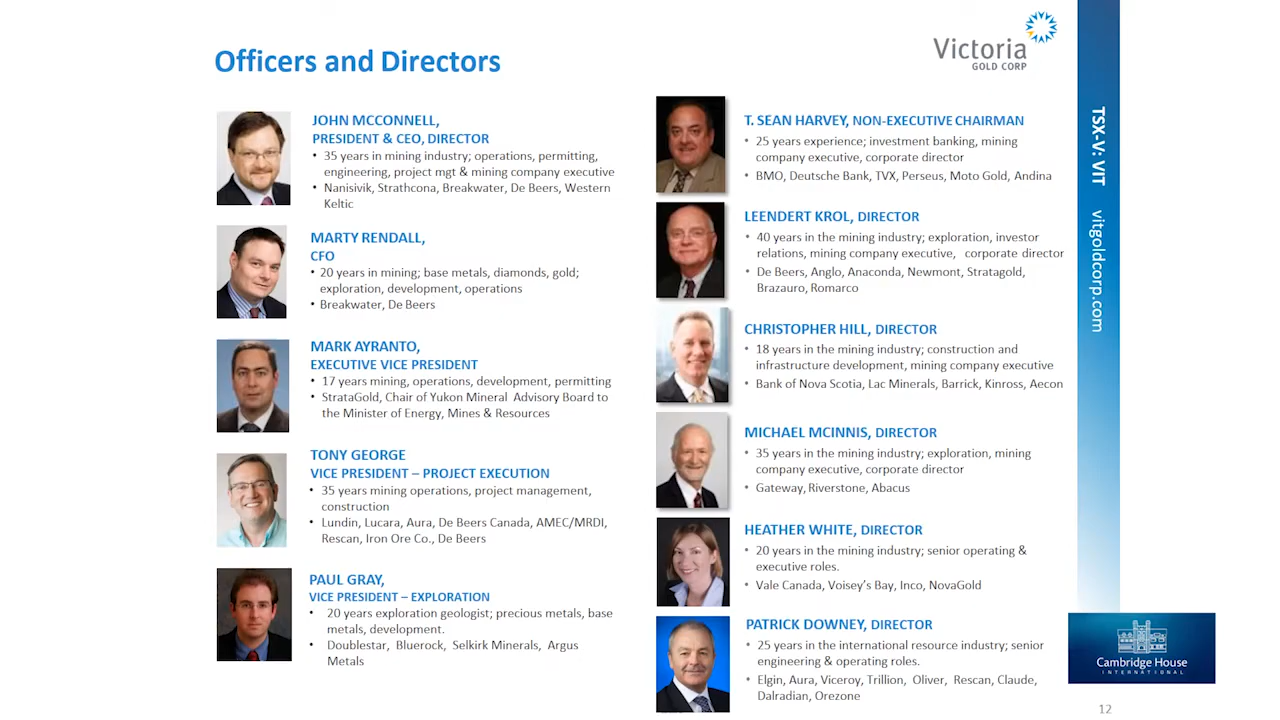 Officers and Directors
Victoria
GOLD CORP
JOHN MCCONNELL,
PRESIDENT & CEO, DIRECTOR
• 35 years in mining industry; operations, permitting,
engineering, project mgt & mining company executive
• Nanisivik, Strathcona, Breakwater, De Beers, Western
Keltic
MARTY RENDALL,
CFO
• 20 years in mining; base metals, diamonds, gold;
exploration, development, operations
• Breakwater, De Beers
MARK AYRANTO,
EXECUTIVE VICE PRESIDENT
• 17 years mining, operations, development, permitting
• StrataGold, Chair of Yukon Mineral Advisory Board to
the Minister of Energy, Mines & Resources
TONY GEORGE
VICE PRESIDENT – PROJECT EXECUTION
• 35 years mining operations, project management,
construction
• Lundin, Lucara, Aura, De Beers Canada, AMEC/MRDI,
Rescan, Iron Ore Co., De Beers
PAUL GRAY,
VICE PRESIDENT – EXPLORATION
• 20 years exploration geologist; precious metals, base
metals, development.
• Doublestar, Bluerock, Selkirk Minerals, Argus
Metals
T. SEAN HARVEY, NON-EXECUTIVE CHAIRMAN
• 25 years experience; investment banking, mining
company executive, corporate director
• BMO, Deutsche Bank, TVX, Perseus, Moto Gold, Andina
LEENDERT KROL, DIRECTOR
• 40 years in the mining industry; exploration, investor
relations, mining company executive, corporate director
• De Beers, Anglo, Anaconda, Newmont, Stratagold,
Brazauro, Romarco
CHRISTOPHER HILL, DIRECTOR
• 18 years in the mining industry; construction and
infrastructure development, mining company executive
• Bank of Nova Scotia, Lac Minerals, Barrick, Kinross, Aecon
MICHAEL MCINNIS, DIRECTOR
• 35 years in the mining industry; exploration, mining
company executive, corporate director
• Gateway, Riverstone, Abacus
HEATHER WHITE, DIRECTOR
• 20 years in the mining industry; senior operating &
executive roles.
• Vale Canada, Voisey's Bay, Inco, NovaGold
PATRICK DOWNEY, DIRECTOR
• 25 years in the international resource industry; senior
engineering & operating roles.
• Elgin, Aura, Viceroy, Trillion, Oliver, Rescan, Claude,
Dalradian, Orezone
TSX-V: VIT vitgoldcorp.com
Cambridge House
INTERNATIONAL
12